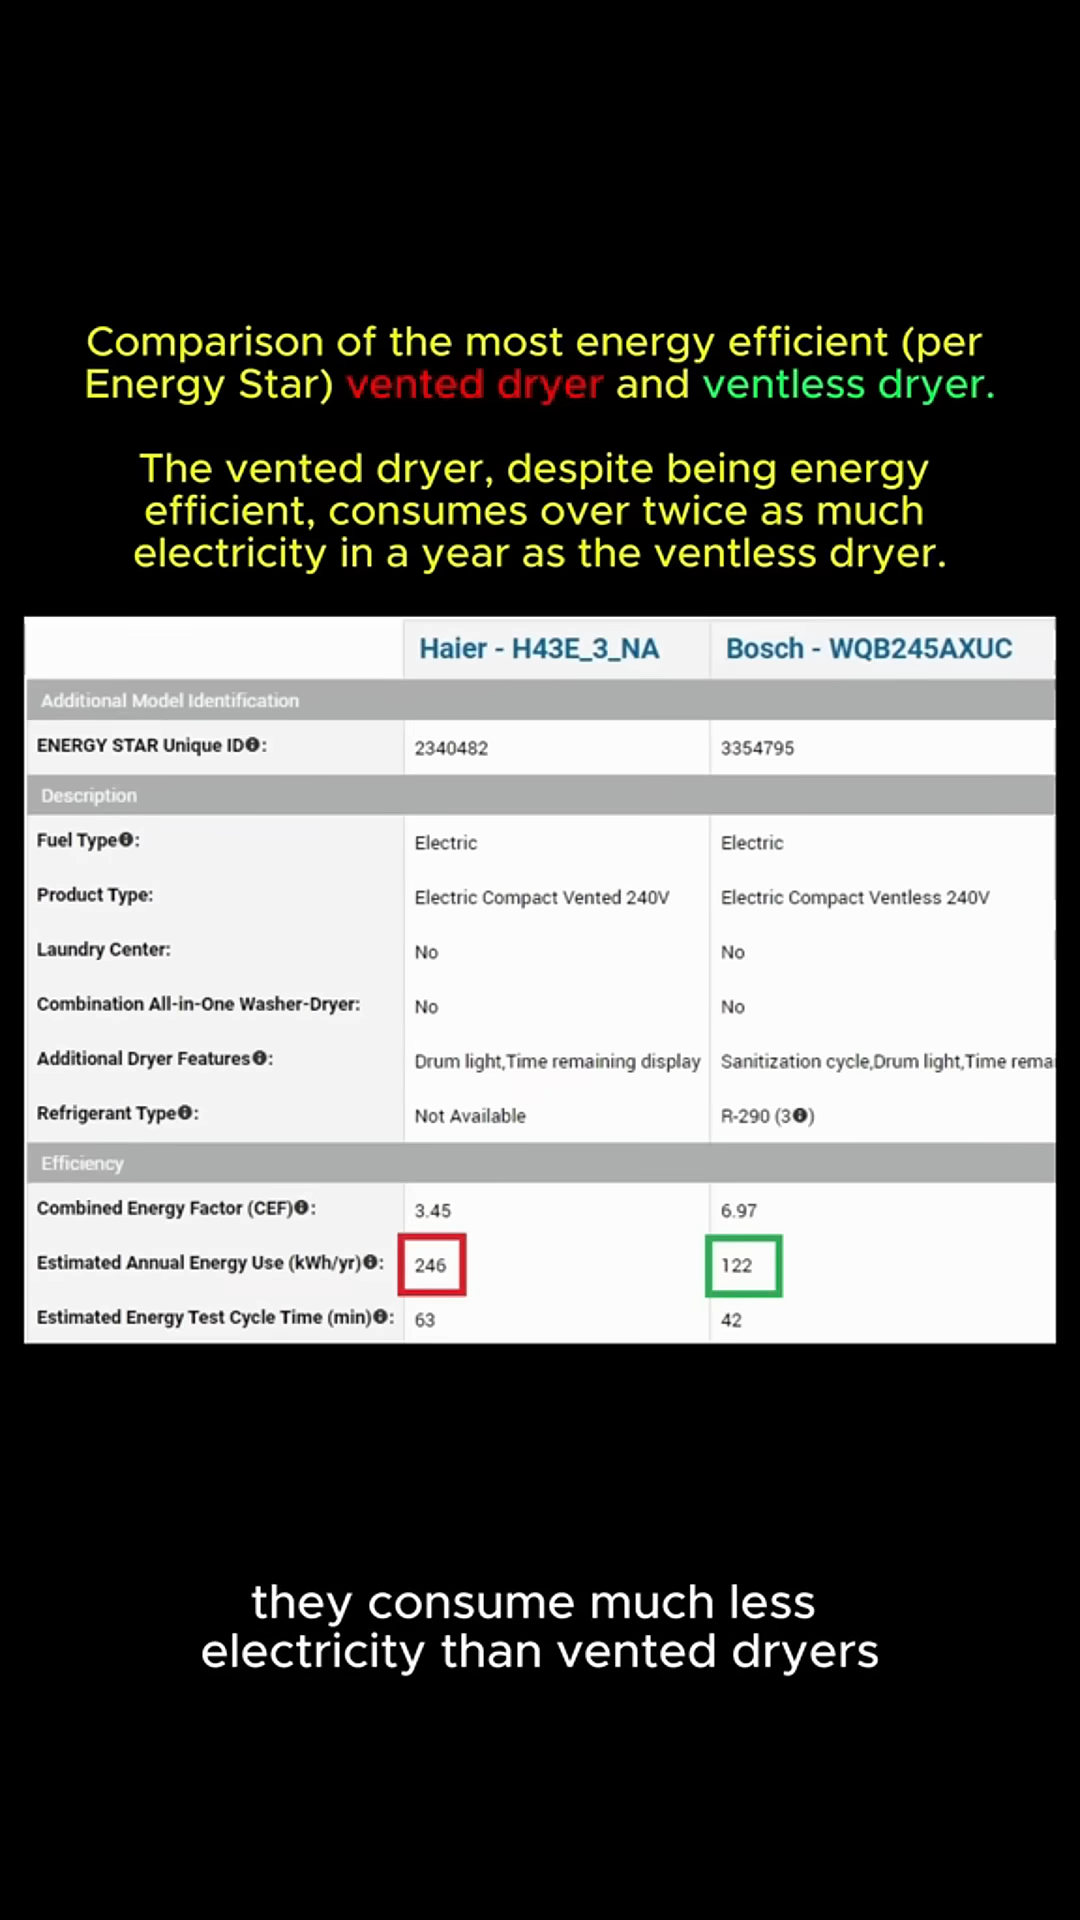 Comparison of the most energy efficient (per
Energy Star) vented dryer and ventless dryer.
The vented dryer, despite being energy
efficient, consumes over twice as much
electricity in a year as the ventless dryer.
Haier - H43E_3_NA Bosch - WQB245AXUC
Additional Model Identification
ENERGY STAR Unique ID: 2340482 3354795
Description
Fuel Type: Electric Electric
Product Type: Electric Compact Vented 240V Electric Compact Ventless 240V
Laundry Center: No No
Combination All-in-One Washer-Dryer: No No
Additional Dryer Features: Drum light,Time remaining display Sanitization cycle,Drum light,Time rema
Refrigerant Type: Not Available R-290 (3)
Efficiency
Combined Energy Factor (CEF): 3.45 6.97
Estimated Annual Energy Use (kWh/yr): 246 122
Estimated Energy Test Cycle Time (min): 63 42
they consume much less
electricity than vented dryers